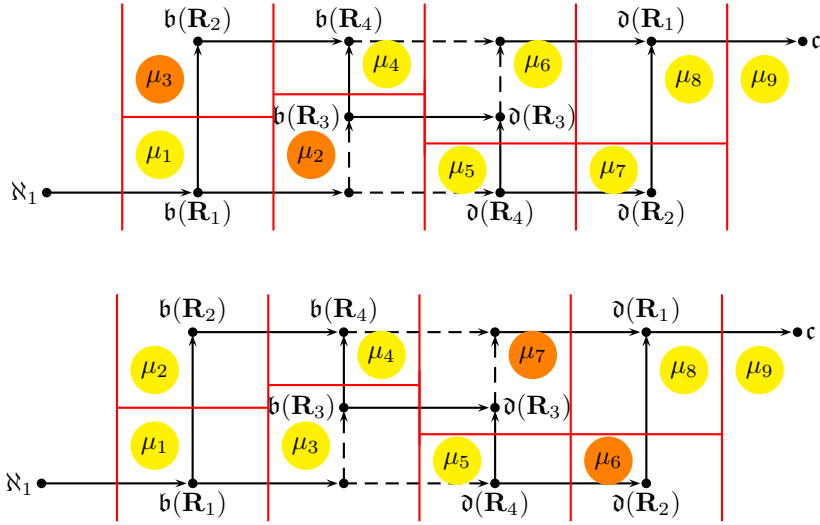 𝔟(𝐑₂) 𝔟(𝐑₄) 𝔡(𝐑₁)
𝔠
μ₃ μ₄ μ₆ μ₈ μ₉
𝔟(𝐑₃) 𝔡(𝐑₃)
μ₁ μ₂ μ₅ μ₇
ℵ₁
𝔟(𝐑₁) 𝔡(𝐑₄) 𝔡(𝐑₂)
𝔟(𝐑₂) 𝔟(𝐑₄) 𝔡(𝐑₁)
𝔠
μ₂ μ₄ μ₇ μ₈ μ₉
𝔟(𝐑₃) 𝔡(𝐑₃)
μ₁ μ₃ μ₅ μ₆
ℵ₁
𝔟(𝐑₁) 𝔡(𝐑₄) 𝔡(𝐑₂)